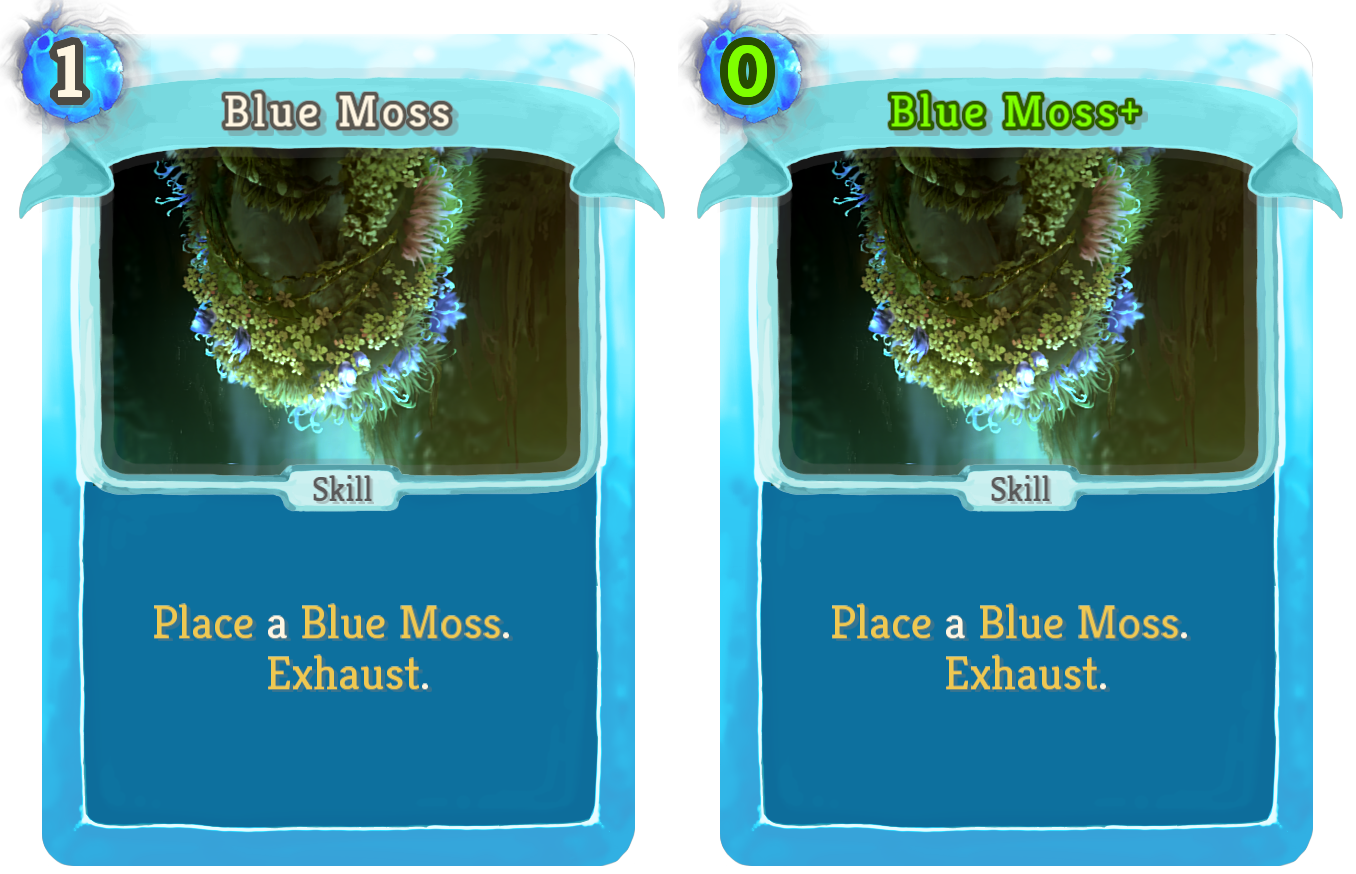 1
Blue Moss
Skill
Place a Blue Moss.
Exhaust.
0
Blue Moss+
Skill
Place a Blue Moss.
Exhaust.